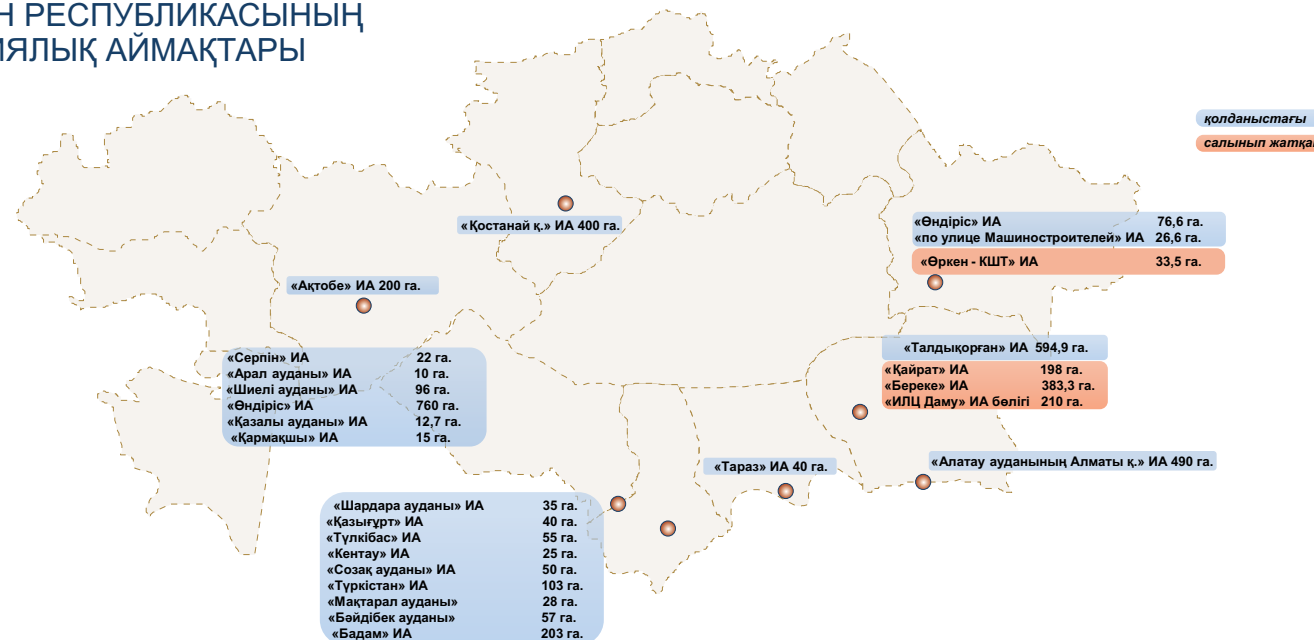 Н РЕСПУБЛИКАСЫНЫҢ
ИЯЛЫҚ АЙМАҚТАРЫ
қолданыстағы
салынып жатқа
«Қостанай қ.» ИА 400 га.
«Өндіріс» ИА 76,6 га.
«по улице Машиностроителей» ИА 26,6 га.
«Өркен - КШТ» ИА 33,5 га.
«Ақтобе» ИА 200 га.
«Серпін» ИА 22 га.
«Арал ауданы» ИА 10 га.
«Шиелі ауданы» ИА 96 га.
«Өндіріс» ИА 760 га.
«Қазалы ауданы» ИА 12,7 га.
«Қармақшы» ИА 15 га.
«Талдықорған» ИА 594,9 га.
«Қайрат» ИА 198 га.
«Береке» ИА 383,3 га.
«ИЛЦ Даму» ИА бөлігі 210 га.
«Тараз» ИА 40 га.
«Алатау ауданының Алматы қ.» ИА 490 га.
«Шардара ауданы» ИА 35 га.
«Қазығұрт» ИА 40 га.
«Түлкібас» ИА 55 га.
«Кентау» ИА 25 га.
«Созақ ауданы» ИА 50 га.
«Түркістан» ИА 103 га.
«Мақтарал ауданы» 28 га.
«Бәйдібек ауданы» 57 га.
«Бадам» ИА 203 га.